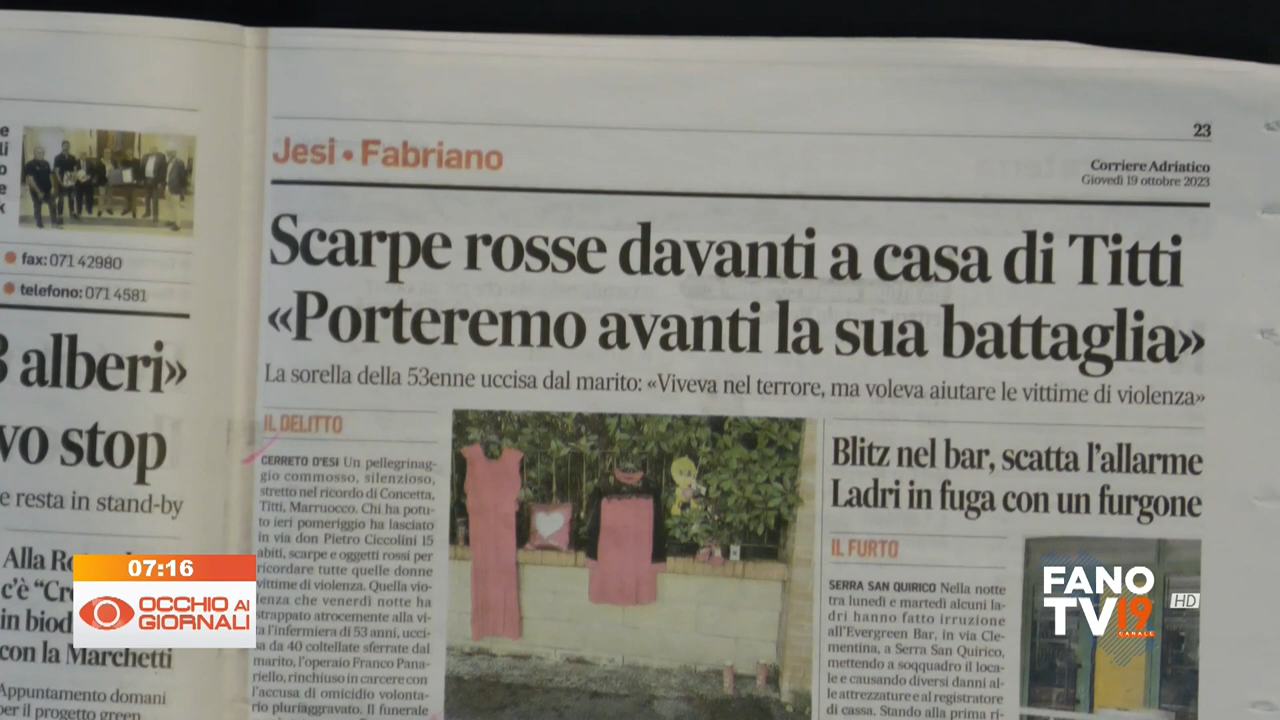 e
li
o
e
k
fax: 071 42980
telefono: 071 4581
alberi»
vo stop
e resta in stand-by
Alla
c'è "Cr
in biod
con la Marchetti
Appuntamento domani
per il progetto green
23
Jesi • Fabriano
Corriere Adriatico
Giovedì 19 ottobre 2023
Scarpe rosse davanti a casa di Titti
«Porteremo avanti la sua battaglia»
La sorella della 53enne uccisa dal marito: «Viveva nel terrore, ma voleva aiutare le vittime di violenza»
IL DELITTO
CERRETO D'ESI Un pellegrinag-
gio commosso, silenzioso,
stretto nel ricordo di Concetta,
Titti, Marruocco. Chi ha potu-
to ieri pomeriggio ha lasciato
in via don Pietro Ciccolini 15
abiti, scarpe e oggetti rossi per
ricordare tutte quelle donne
vittime di violenza. Quella vio-
lenza che venerdì notte ha
strappato atrocemente alla vi-
ta l'infermiera di 53 anni, ucci-
sa da 40 coltellate sferrate dal
marito, l'operaio Franco Pana-
riello, rinchiuso in carcere con
l'accusa di omicidio volonta-
rio pluriaggravato. Il funerale
Blitz nel bar, scatta l'allarme
Ladri in fuga con un furgone
IL FURTO
SERRA SAN QUIRICO Nella notte
tra lunedì e martedì alcuni la-
dri hanno fatto irruzione
all'Evergreen Bar, in via Cle-
mentina, a Serra San Quirico,
mettendo a soqquadro il loca-
le e causando diversi danni al-
le attrezzature e al registratore
di cassa. Stando alla prima ri-
07:16
OCCHIO AI
GIORNALI
FANO
TV 19
CANALE
HD